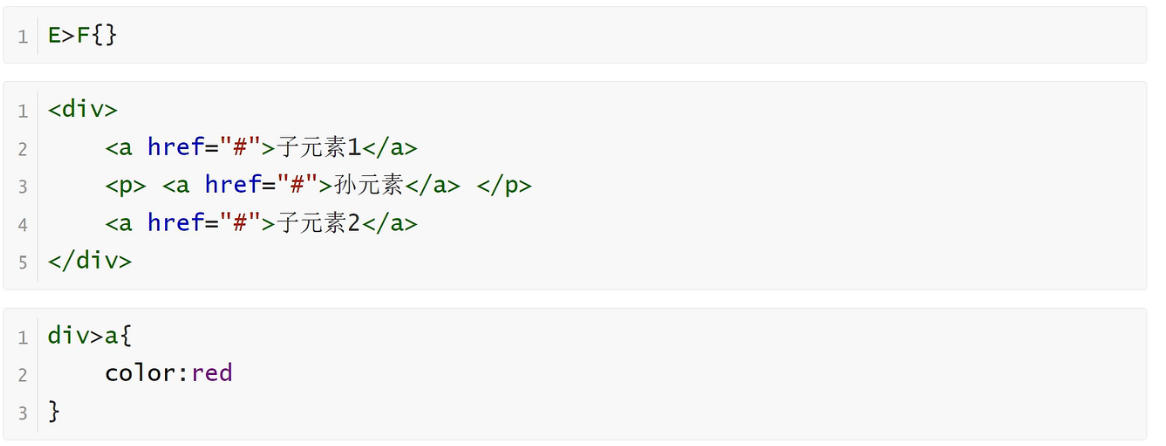 1 E>F{}
1 <div>
2     <a href="#">子元素1</a>
3     <p> <a href="#">孙元素</a> </p>
4     <a href="#">子元素2</a>
5 </div>
1 div>a{
2     color:red
3 }